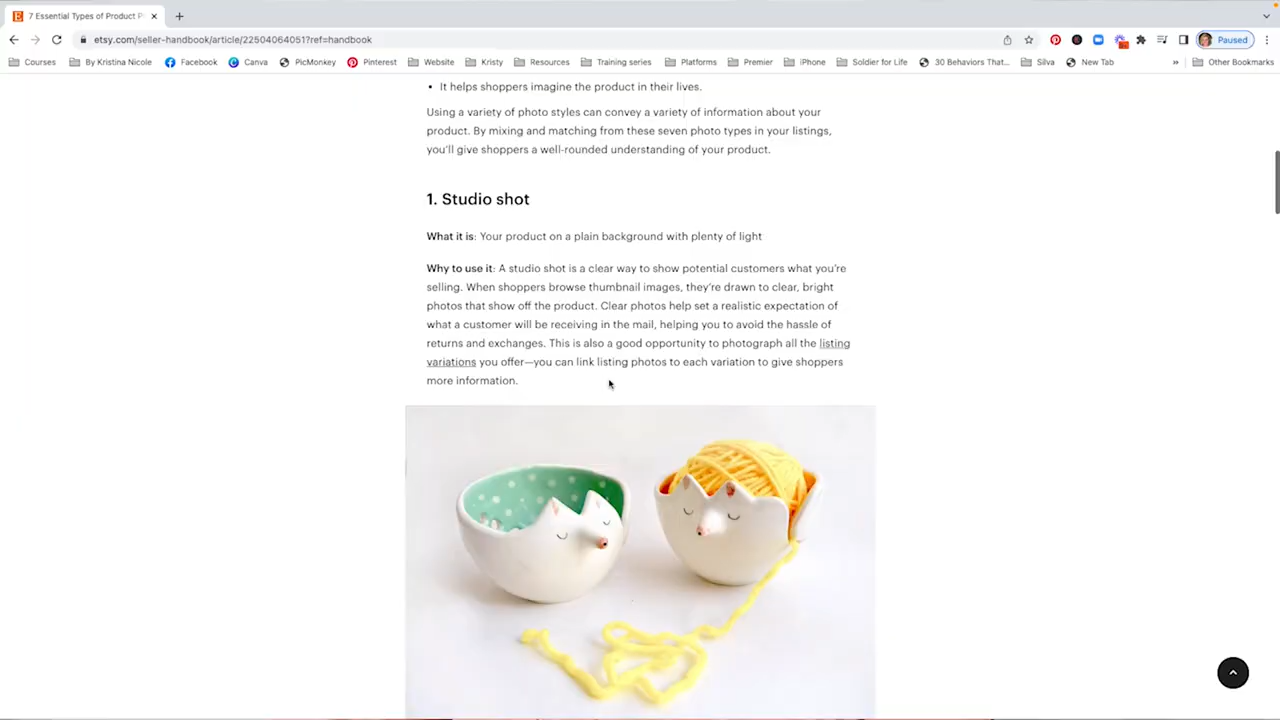 7 Essential Types of Product P
etsy.com/seller-handbook/article/22504064051?ref=handbook
Paused
Courses
By Kristina Nicole
Facebook
Canva
PicMonkey
Pinterest
Website
Kristy
Resources
Training series
Platforms
Premier
iPhone
Soldier for Life
30 Behaviors That...
Silva
New Tab
»
Other Bookmarks
• It helps shoppers imagine the product in their lives.
Using a variety of photo styles can convey a variety of information about your
product. By mixing and matching from these seven photo types in your listings,
you'll give shoppers a well-rounded understanding of your product.
1. Studio shot
What it is: Your product on a plain background with plenty of light
Why to use it: A studio shot is a clear way to show potential customers what you're
selling. When shoppers browse thumbnail images, they're drawn to clear, bright
photos that show off the product. Clear photos help set a realistic expectation of
what a customer will be receiving in the mail, helping you to avoid the hassle of
returns and exchanges. This is also a good opportunity to photograph all the listing
variations you offer—you can link listing photos to each variation to give shoppers
more information.